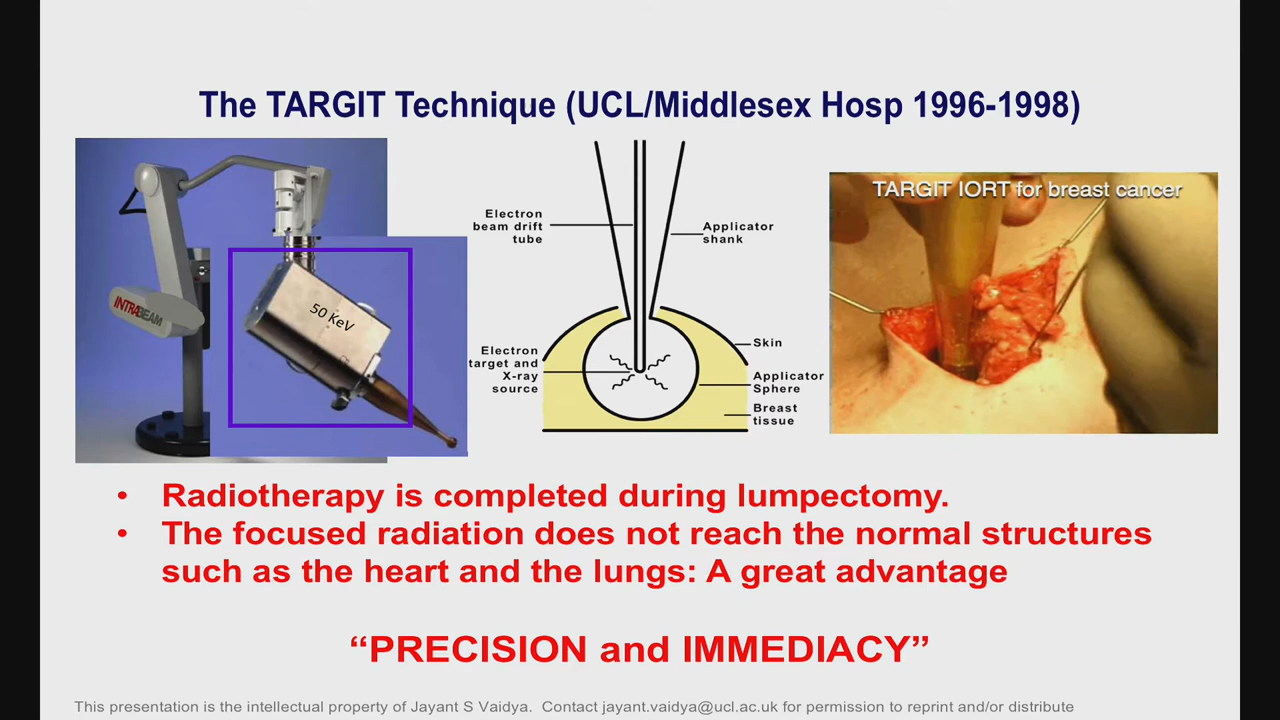 The TARGIT Technique (UCL/Middlesex Hosp 1996-1998)
INTRABEAM
50 KeV
Electron
beam drift
tube
Applicator
shank
Electron
target and
X-ray
source
Skin
Applicator
Sphere
Breast
tissue
TARGIT IORT for breast cancer
• Radiotherapy is completed during lumpectomy.
• The focused radiation does not reach the normal structures
such as the heart and the lungs: A great advantage
“PRECISION and IMMEDIACY”
This presentation is the intellectual property of Jayant S Vaidya. Contact jayant.vaidya@ucl.ac.uk for permission to reprint and/or distribute